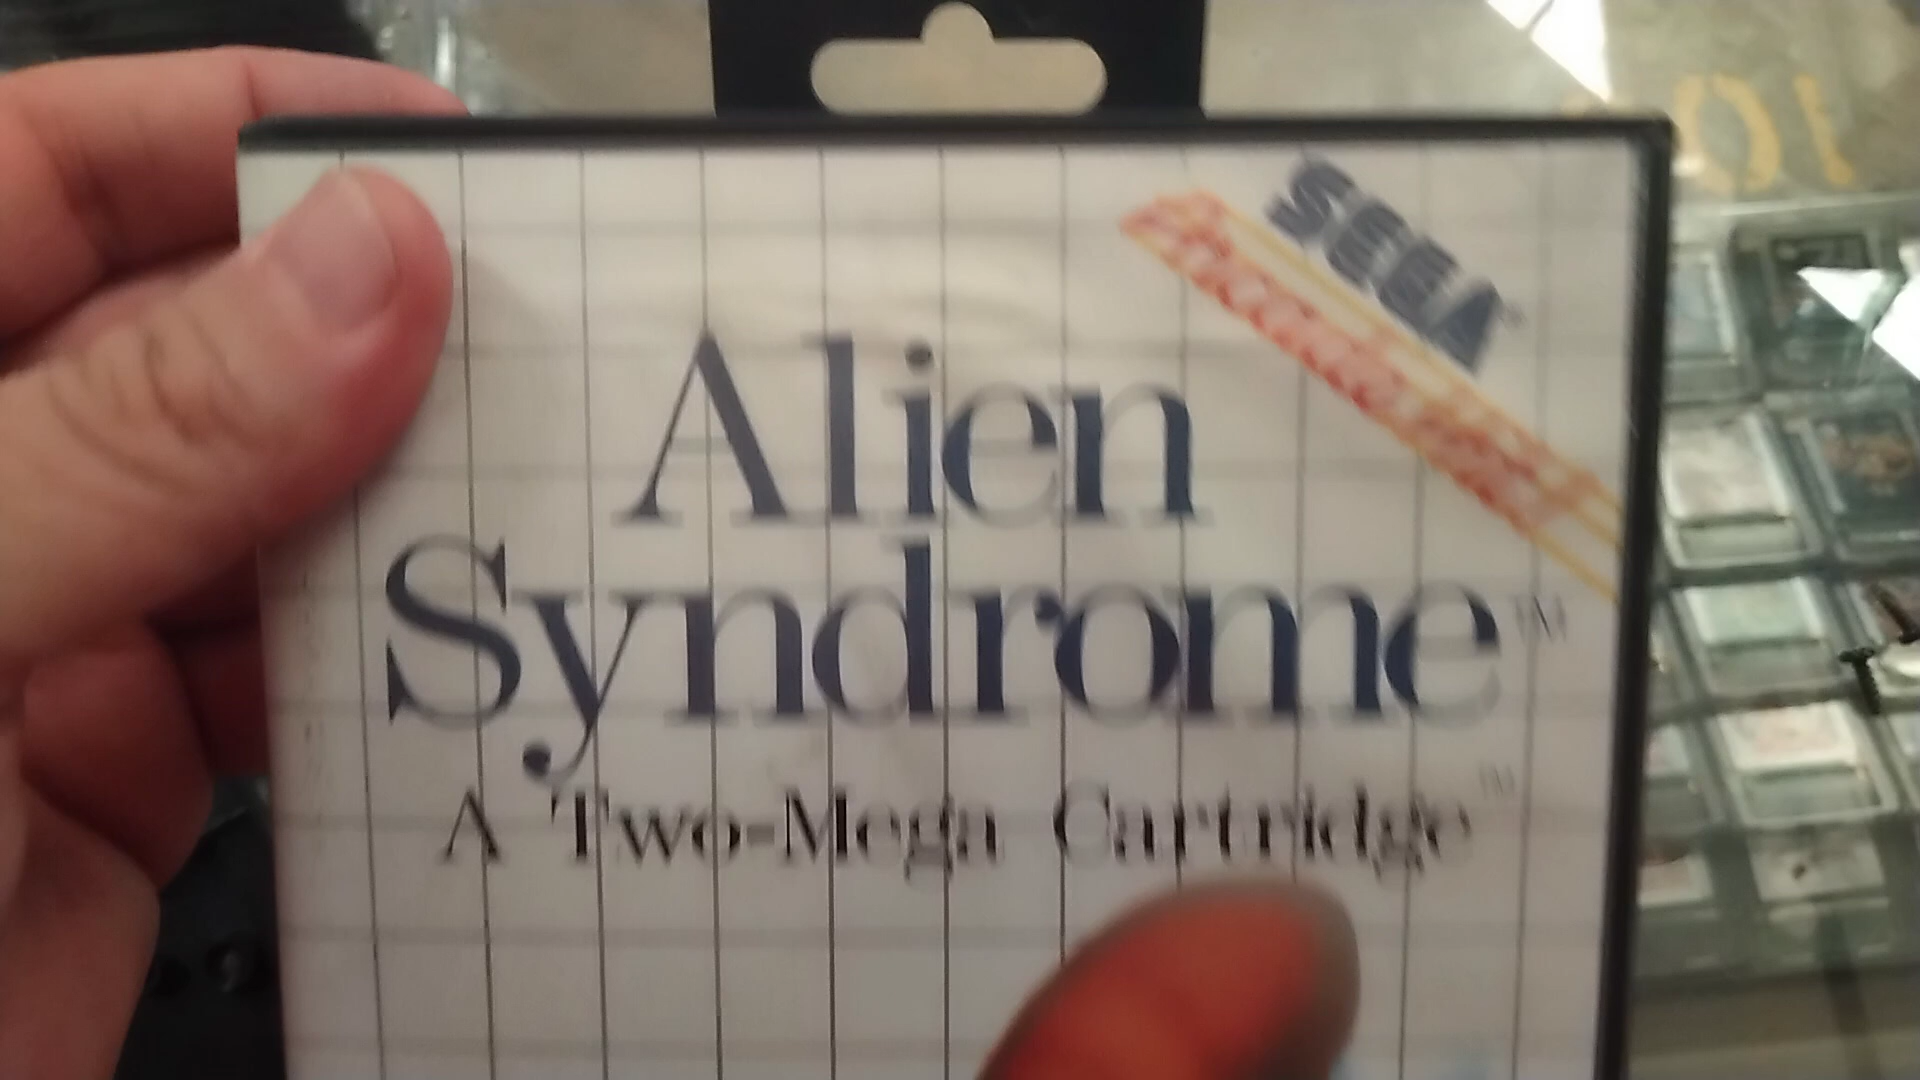 SEGA
Alien
Syndrome™
A Two-Mega Cartridge™